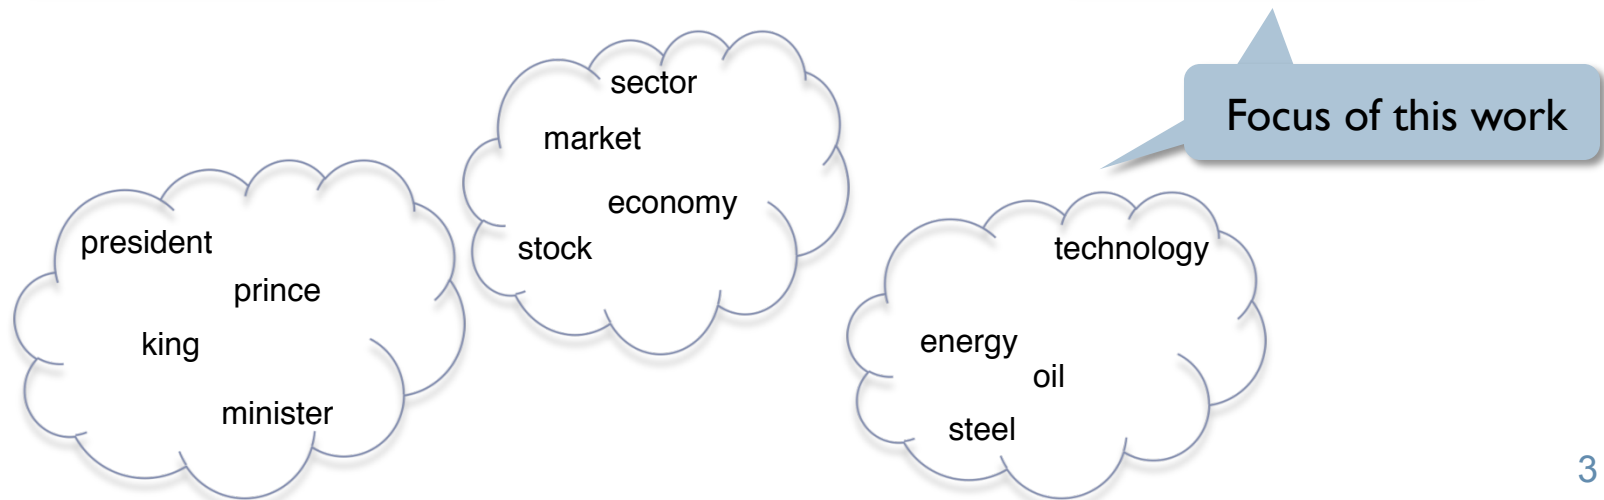 president
prince
king
minister
sector
market
economy
stock
Focus of this work
technology
energy
oil
steel
3